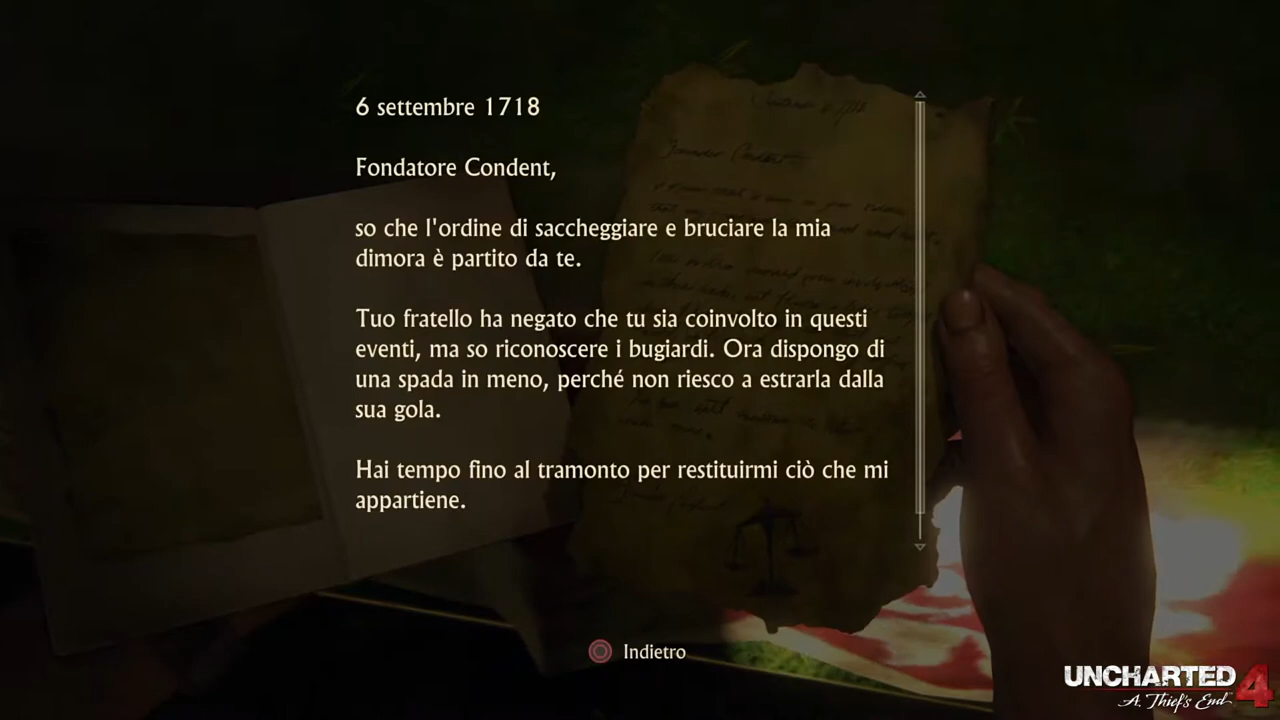 6 settembre 1718
Fondatore Condent,
so che l'ordine di saccheggiare e bruciare la mia
dimora è partito da te.
Tuo fratello ha negato che tu sia coinvolto in questi
eventi, ma so riconoscere i bugiardi. Ora dispongo di
una spada in meno, perché non riesco a estrarla dalla
sua gola.
Hai tempo fino al tramonto per restituirmi ciò che mi
appartiene.
Indietro
UNCHARTED 4
A Thief's End